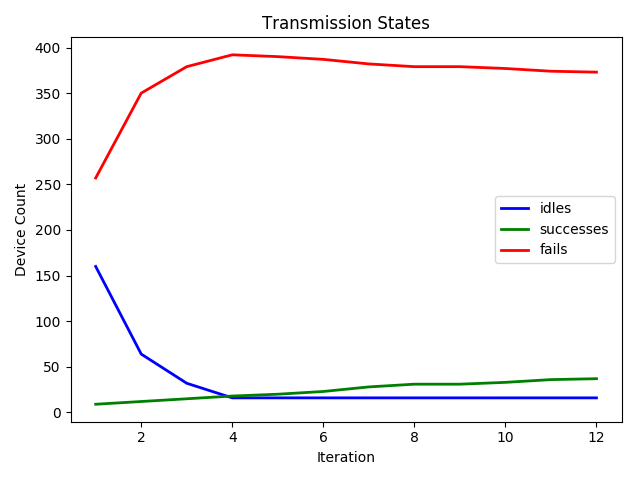 Transmission States
400
350
300
250
200
150
100
50
0
Device Count
idles
successes
fails
2 4 6 8 10 12
Iteration